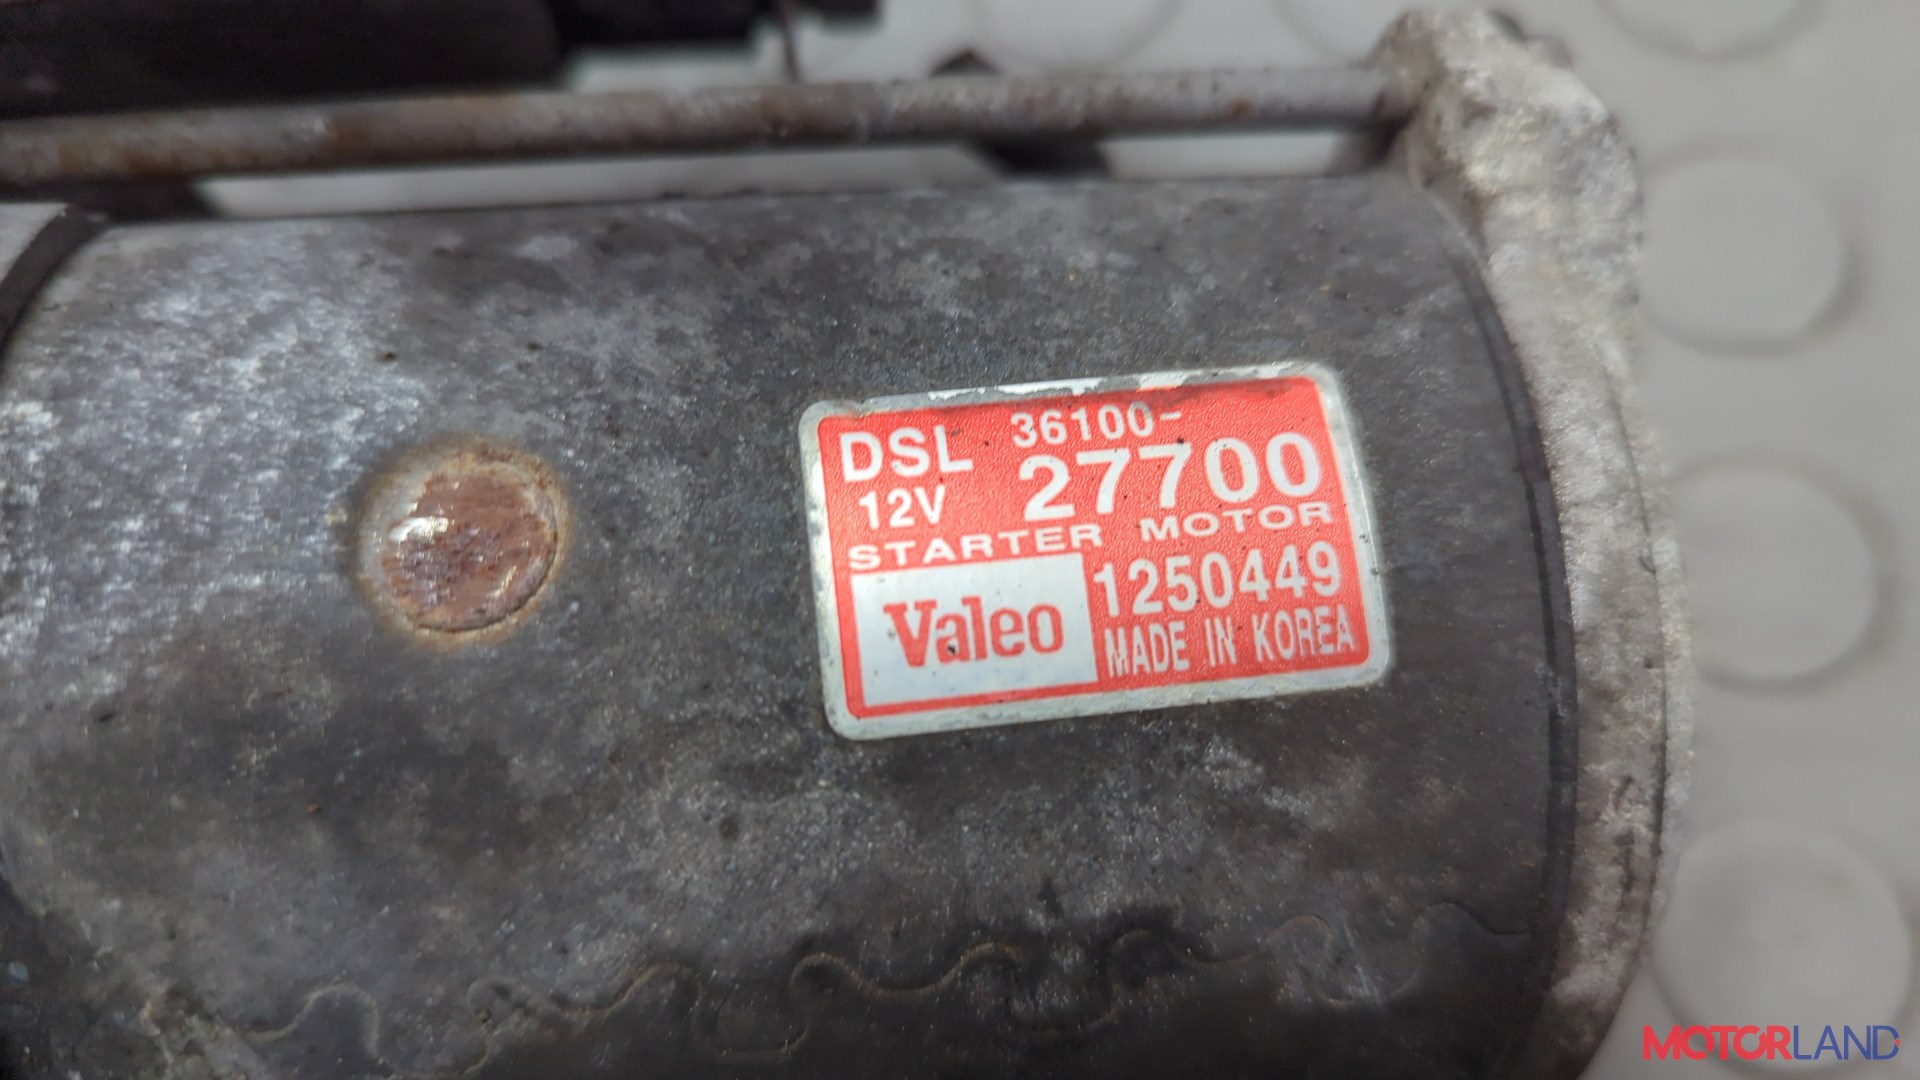 DSL 36100-
12V 27700
STARTER MOTOR
Valeo 1250449
MADE IN KOREA
MOTORLAND